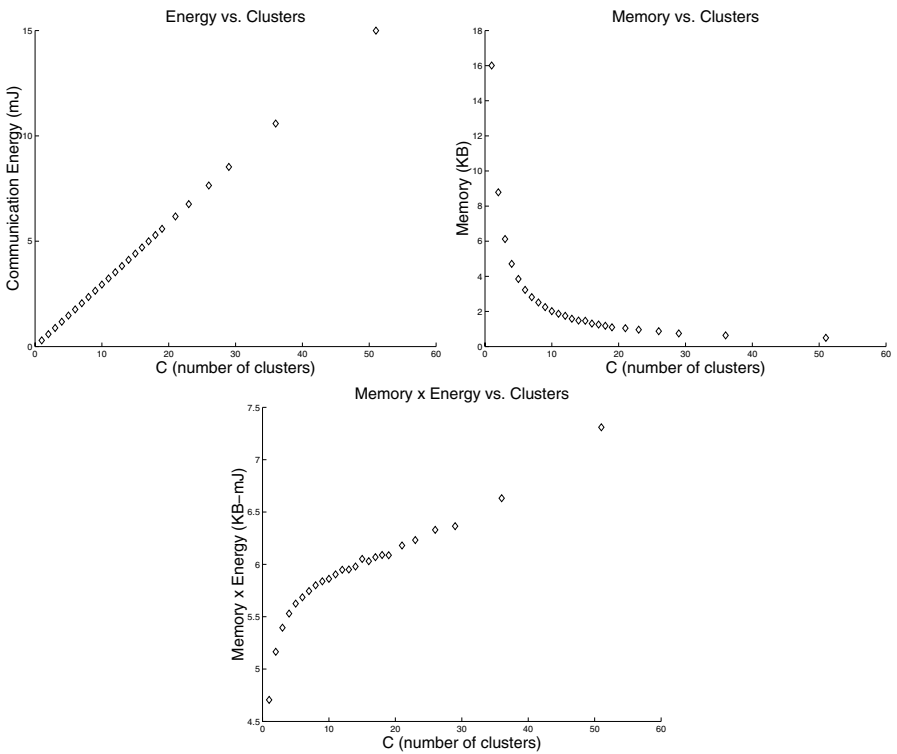 Energy vs. Clusters
15
10
5
0
0 10 20 30 40 50 60
Communication Energy (mJ)
C (number of clusters)
Memory vs. Clusters
18
16
14
12
10
8
6
4
2
0
0 10 20 30 40 50 60
Memory (KB)
C (number of clusters)
Memory x Energy vs. Clusters
7.5
7
6.5
6
5.5
5
4.5
0 10 20 30 40 50 60
Memory x Energy (KB−mJ)
C (number of clusters)